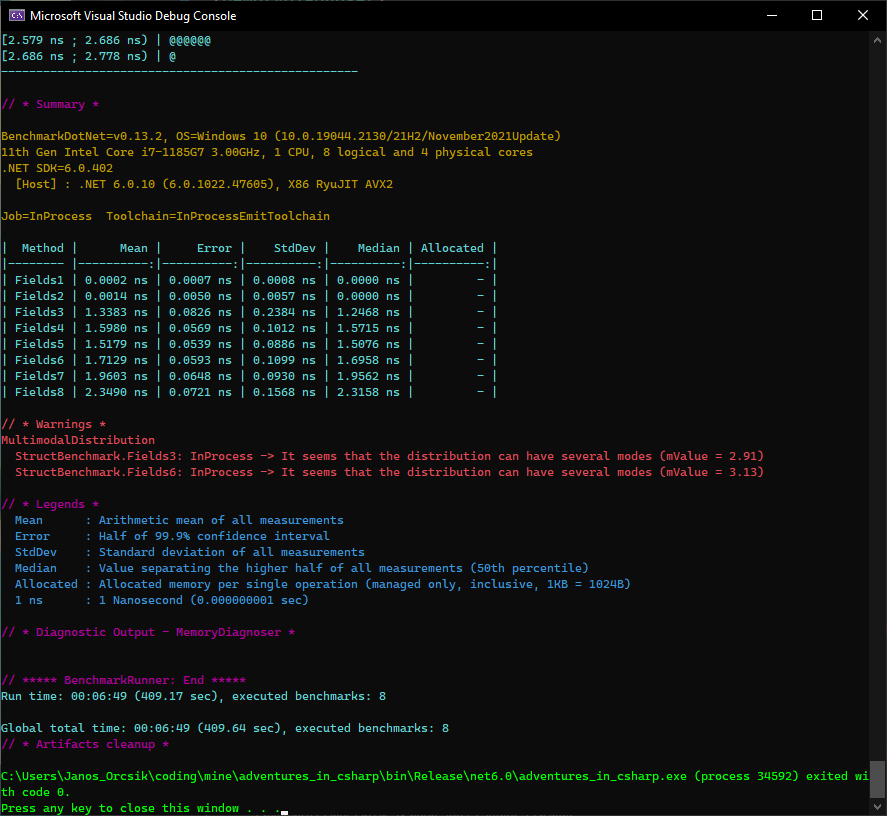 Microsoft Visual Studio Debug Console
[2.579 ns ; 2.686 ns) | @@@@@@
[2.686 ns ; 2.778 ns) | @
---------------------------------------------------
// * Summary *
BenchmarkDotNet=v0.13.2, OS=Windows 10 (10.0.19044.2130/21H2/November2021Update)
11th Gen Intel Core i7-1185G7 3.00GHz, 1 CPU, 8 logical and 4 physical cores
.NET SDK=6.0.402
  [Host] : .NET 6.0.10 (6.0.1022.47605), X86 RyuJIT AVX2
Job=InProcess  Toolchain=InProcessEmitToolchain
|  Method |      Mean |     Error |    StdDev |    Median | Allocated |
|-------- |----------:|----------:|----------:|----------:|----------:|
| Fields1 | 0.0002 ns | 0.0007 ns | 0.0008 ns | 0.0000 ns |         - |
| Fields2 | 0.0014 ns | 0.0050 ns | 0.0057 ns | 0.0000 ns |         - |
| Fields3 | 1.3383 ns | 0.0826 ns | 0.2384 ns | 1.2468 ns |         - |
| Fields4 | 1.5980 ns | 0.0569 ns | 0.1012 ns | 1.5715 ns |         - |
| Fields5 | 1.5179 ns | 0.0539 ns | 0.0886 ns | 1.5076 ns |         - |
| Fields6 | 1.7129 ns | 0.0593 ns | 0.1099 ns | 1.6958 ns |         - |
| Fields7 | 1.9603 ns | 0.0648 ns | 0.0930 ns | 1.9562 ns |         - |
| Fields8 | 2.3490 ns | 0.0721 ns | 0.1568 ns | 2.3158 ns |         - |
// * Warnings *
MultimodalDistribution
  StructBenchmark.Fields3: InProcess -> It seems that the distribution can have several modes (mValue = 2.91)
  StructBenchmark.Fields6: InProcess -> It seems that the distribution can have several modes (mValue = 3.13)
// * Legends *
  Mean      : Arithmetic mean of all measurements
  Error     : Half of 99.9% confidence interval
  StdDev    : Standard deviation of all measurements
  Median    : Value separating the higher half of all measurements (50th percentile)
  Allocated : Allocated memory per single operation (managed only, inclusive, 1KB = 1024B)
  1 ns      : 1 Nanosecond (0.000000001 sec)
// * Diagnostic Output - MemoryDiagnoser *
// ***** BenchmarkRunner: End *****
Run time: 00:06:49 (409.17 sec), executed benchmarks: 8
Global total time: 00:06:49 (409.64 sec), executed benchmarks: 8
// * Artifacts cleanup *
C:\Users\Janos_Orcsik\coding\mine\adventures_in_csharp\bin\Release\net6.0\adventures_in_csharp.exe (process 34592) exited wi
th code 0.
Press any key to close this window . . .